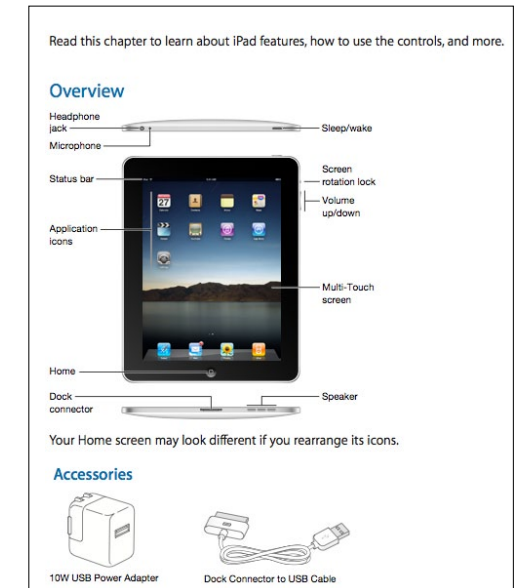 Read this chapter to learn about iPad features, how to use the controls, and more.
Overview
Headphone
jack
Microphone
Sleep/wake
Status bar
Screen
rotation lock
Volume
up/down
27
Application
icons
Multi-Touch
screen
Home
Dock
connector
Speaker
Your Home screen may look different if you rearrange its icons.
Accessories
10W USB Power Adapter
Dock Connector to USB Cable